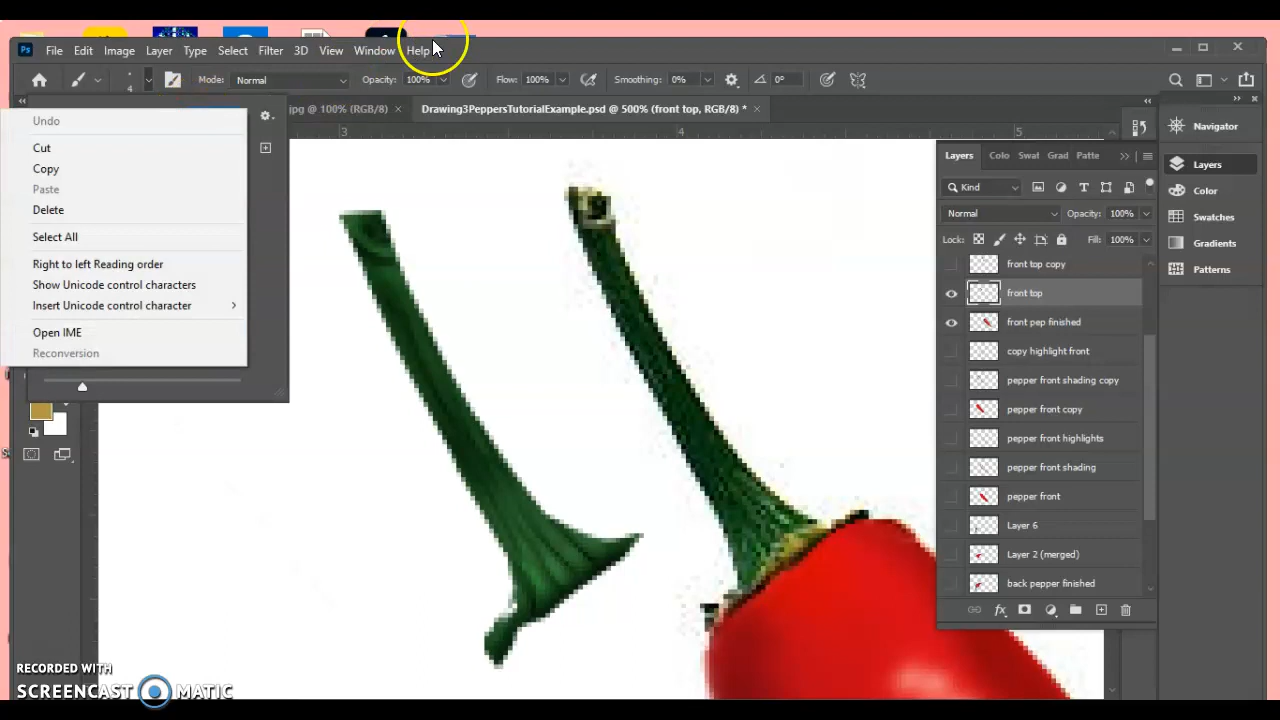 Ps File Edit Image Layer Type Select Filter 3D View Window Help
4 Mode: Normal Opacity: 100% Flow: 100% Smoothing: 0% 0°
.jpg @ 100% (RGB/8) × Drawing3PeppersTutorialExample.psd @ 500% (front top, RGB/8) * ×
3 4 5
Undo
Cut
Copy
Paste
Delete
Select All
Right to left Reading order
Show Unicode control characters
Insert Unicode control character
Open IME
Reconversion
Layers Colo Swat Grad Patte
Kind
Normal Opacity: 100%
Lock: Fill: 100%
front top copy
front top
front pep finished
copy highlight front
pepper front shading copy
pepper front copy
pepper front highlights
pepper front shading
pepper front
Layer 6
Layer 2 (merged)
back pepper finished
fx
Navigator
Layers
Color
Swatches
Gradients
Patterns
RECORDED WITH
SCREENCAST MATIC